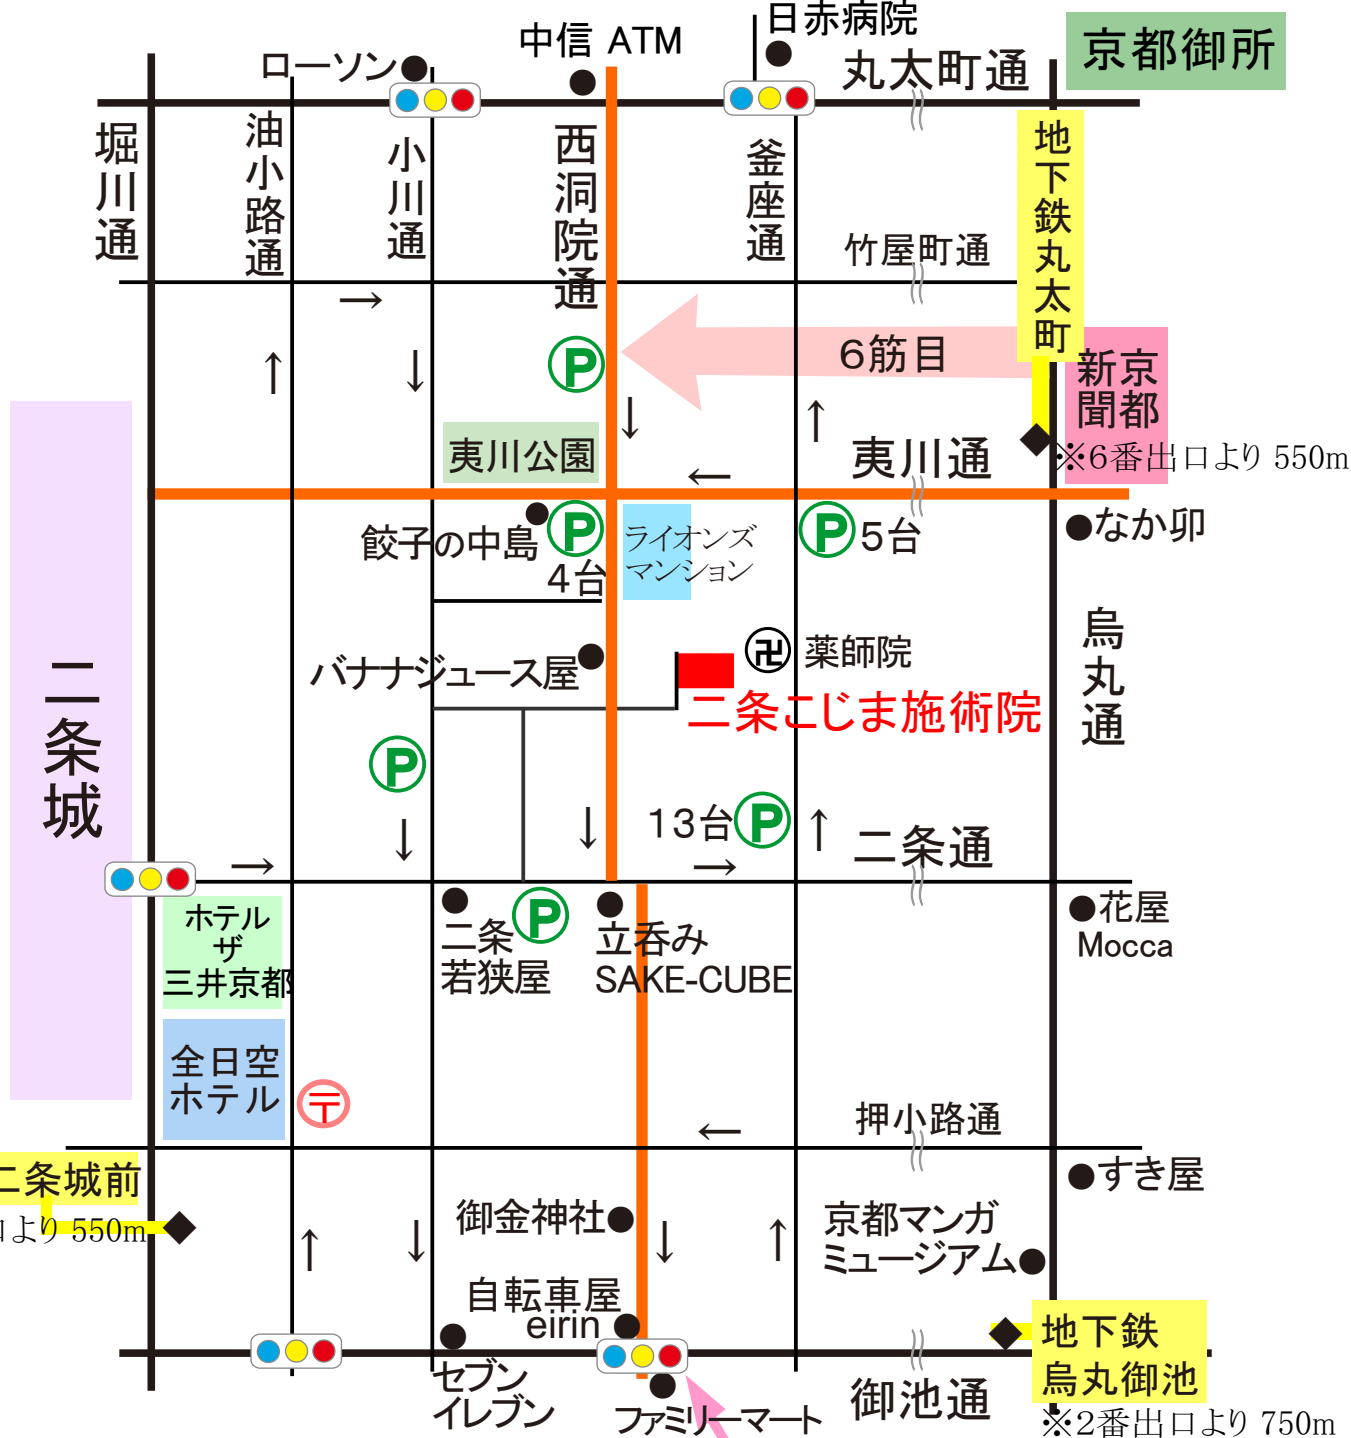 日赤病院
中信 ATM
京都御所
ローソン
丸太町通
堀川通
油小路通
小川通
西洞院通
釜座通
地下鉄丸太町
竹屋町通
→
6筋目
↑
↓
P
新京
聞都
↓
↑
夷川公園
夷川通
←
※6番出口より 550m
餃子の中島
P
4台
ライオンズ
マンション
P 5台
なか卯
二条城
バナナジュース屋
卍 薬師院
烏丸通
二条こじま施術院
P
13台 P
↓
↓
↑
→
→
二条通
ホテル
ザ
三井京都
二条
若狭屋
P
立呑み
SAKE-CUBE
花屋
Mocca
全日空
ホテル
〒
←
押小路通
二条城前
口より 550m
すき屋
御金神社
京都マンガ
ミュージアム
↑
↓
↓
↑
自転車屋
eirin
地下鉄
烏丸御池
セブン
イレブン
ファミリーマート
御池通
※2番出口より 750m